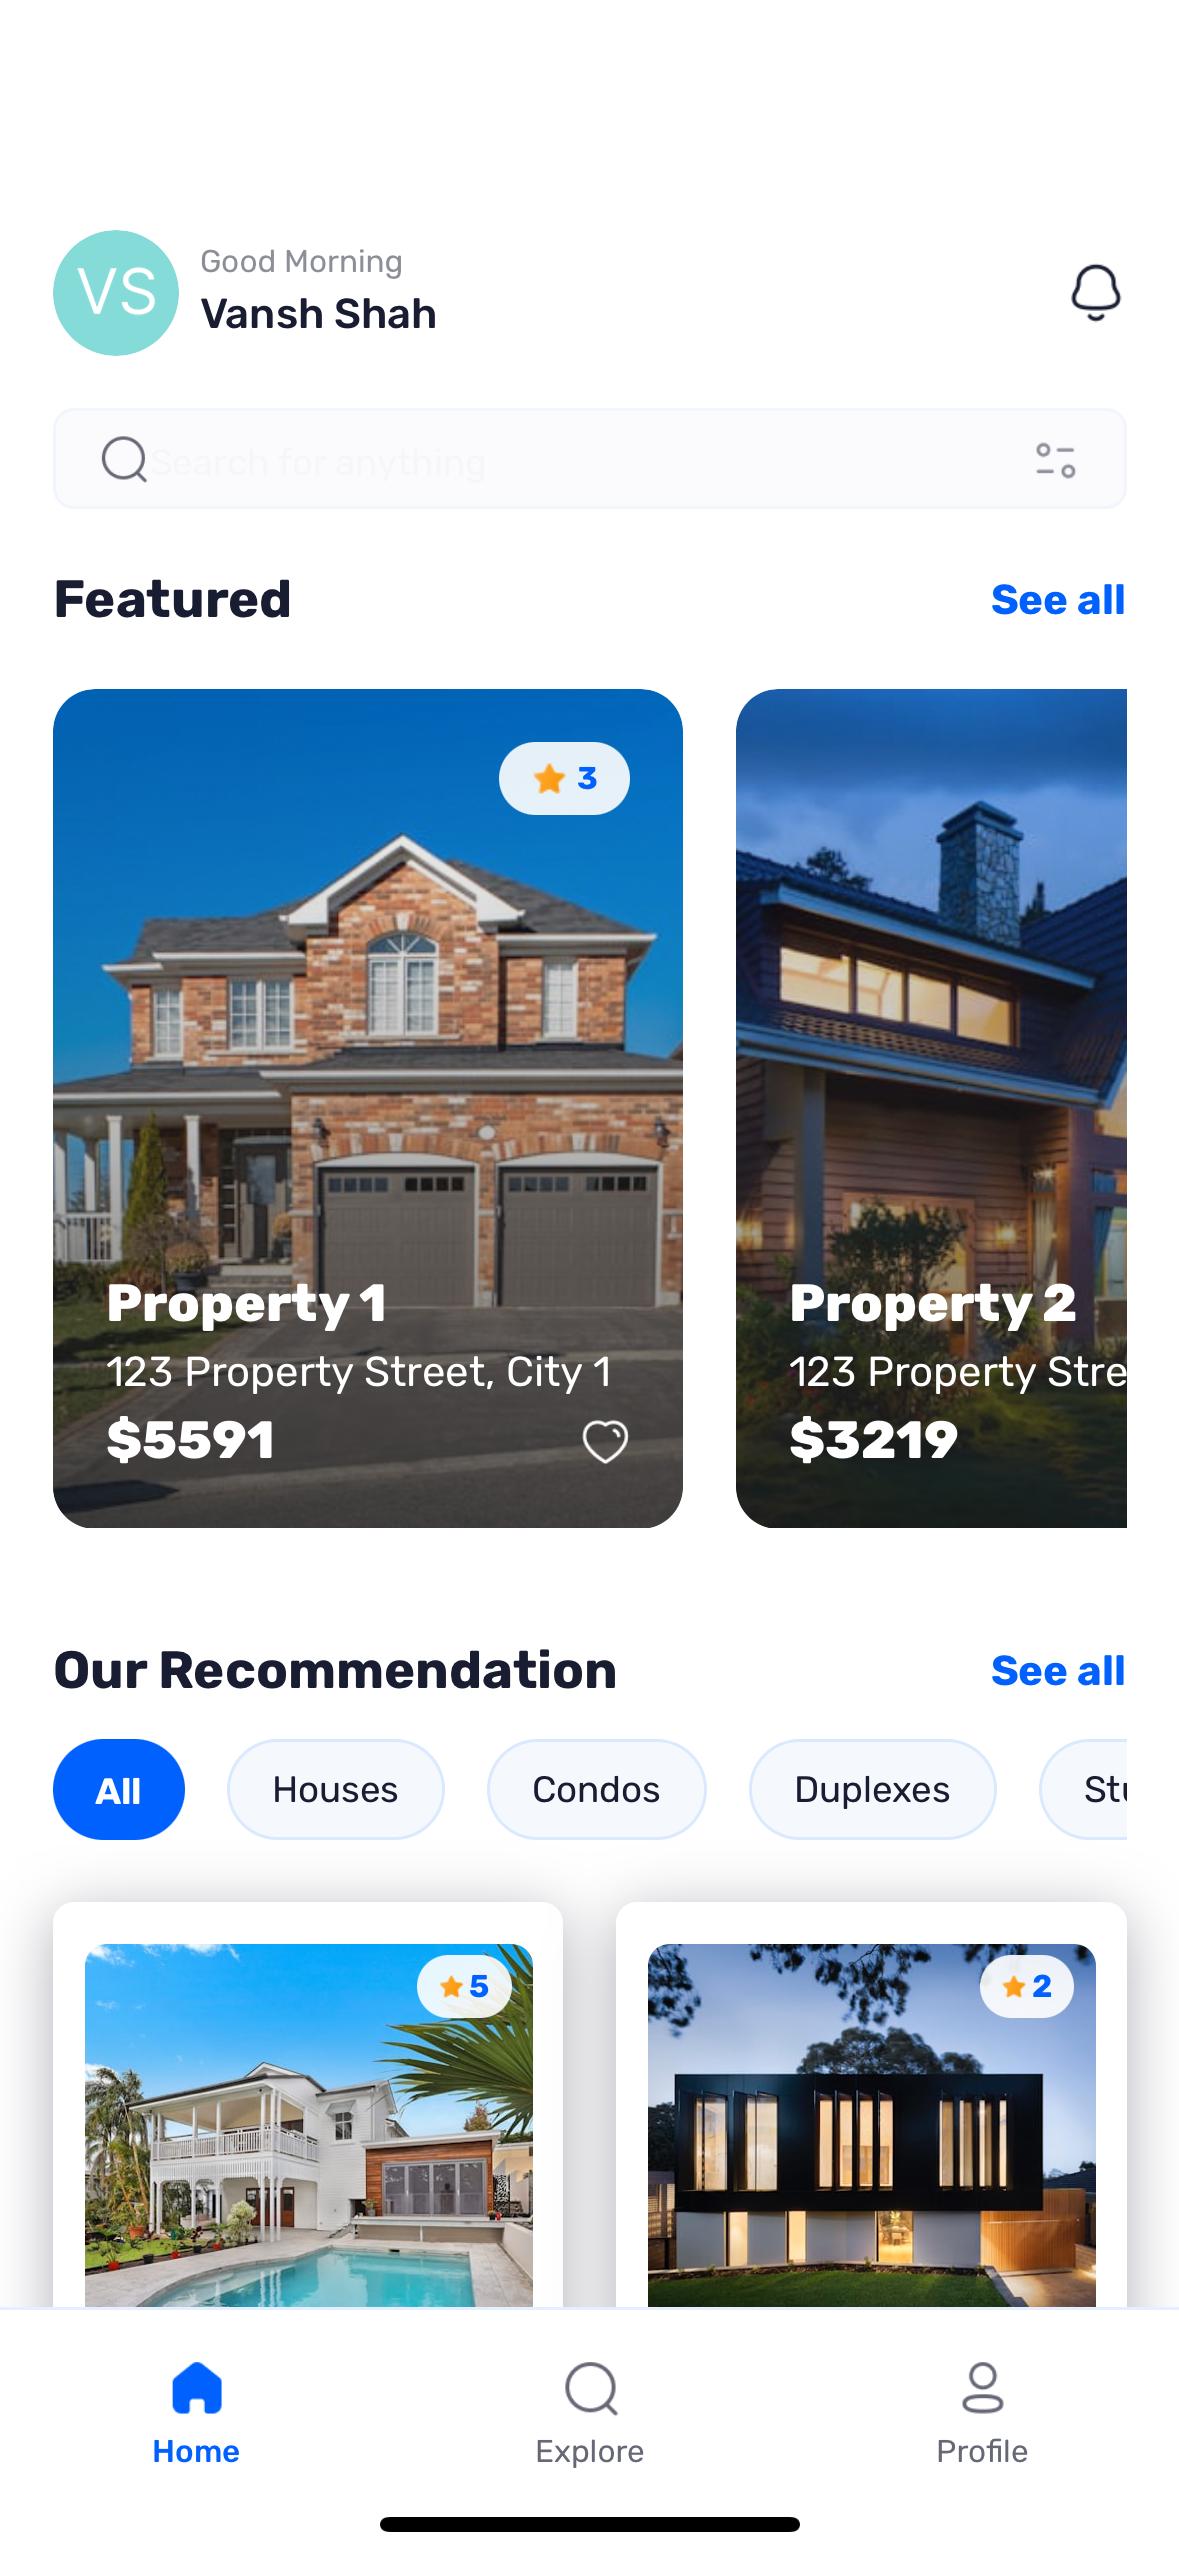 VS
Good Morning
Vansh Shah
Search for anything
Featured
See all
3
Property 1
123 Property Street, City 1
$5591
Property 2
123 Property Stre
$3219
Our Recommendation
See all
All
Houses
Condos
Duplexes
Stu
5
2
Home
Explore
Profile